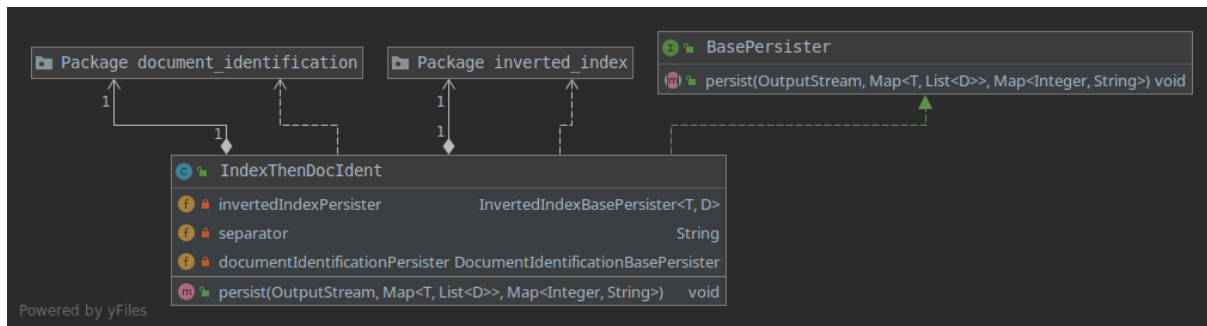 Package document_identification
Package inverted_index
I BasePersister
m persist(OutputStream, Map<T, List<D>>, Map<Integer, String>) void
1
1
1
1
C IndexThenDocIdent
f invertedIndexPersister InvertedIndexBasePersister<T, D>
f separator String
f documentIdentificationPersister DocumentIdentificationBasePersister
m persist(OutputStream, Map<T, List<D>>, Map<Integer, String>) void
Powered by yFiles